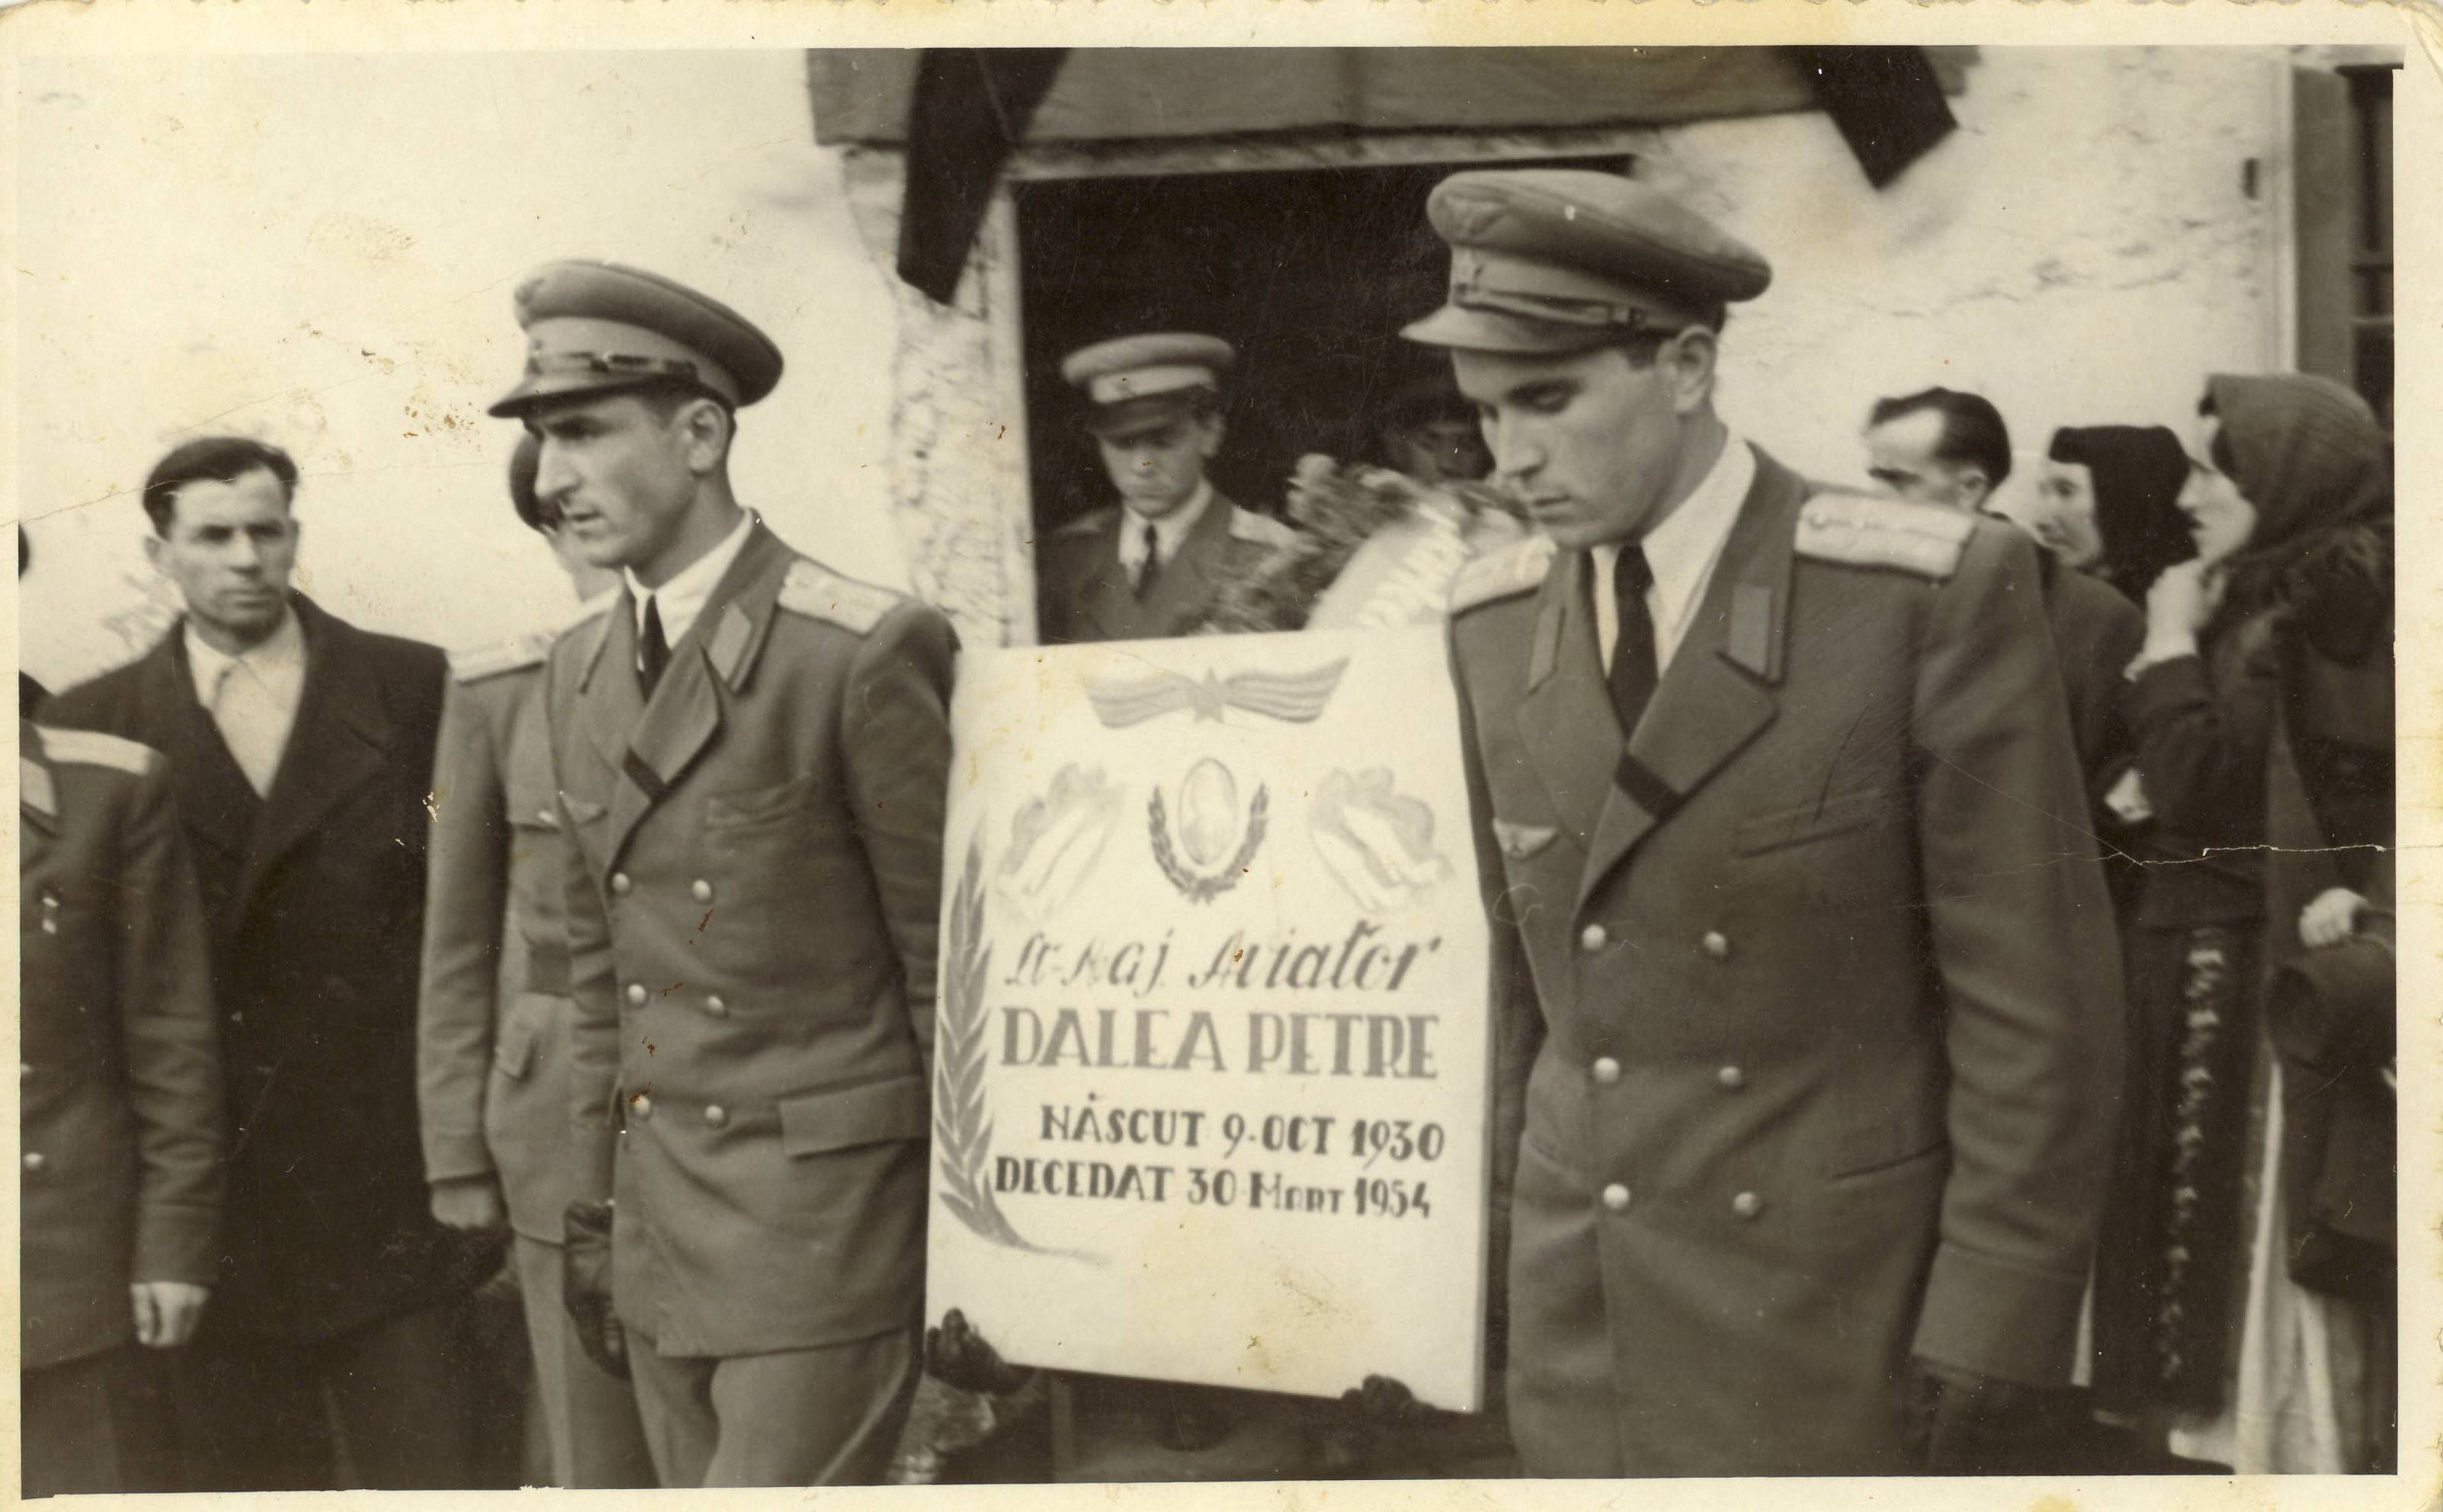 Lt-Maj. Aviator
DALEA PETRE
NĂSCUT 9-OCT 1930
DECEDAT 30 MART 1954